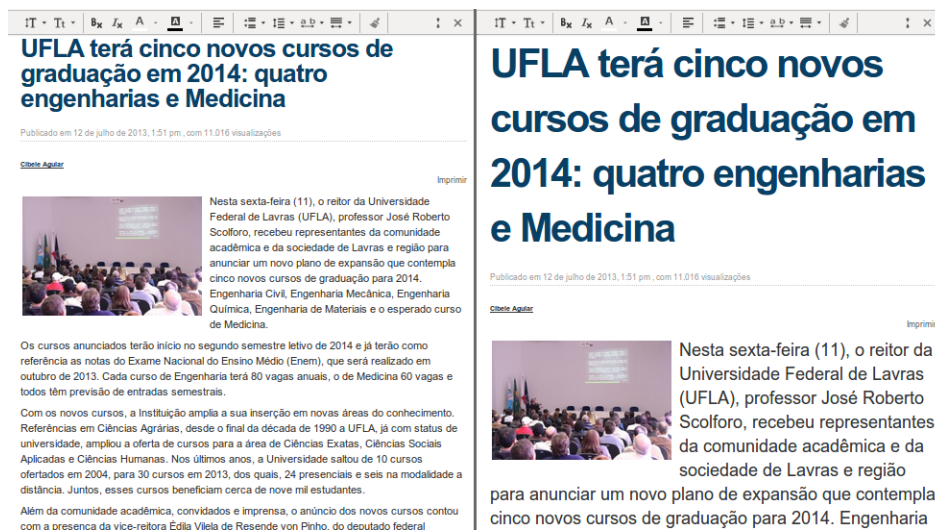 UFLA terá cinco novos cursos de
graduação em 2014: quatro
engenharias e Medicina
Publicado em 12 de julho de 2013, 1:51 pm , com 11.016 visualizações
Cibele Aguiar
Imprimir
Nesta sexta-feira (11), o reitor da Universidade
Federal de Lavras (UFLA), professor José Roberto
Scolforo, recebeu representantes da comunidade
acadêmica e da sociedade de Lavras e região para
anunciar um novo plano de expansão que contempla
cinco novos cursos de graduação para 2014.
Engenharia Civil, Engenharia Mecânica, Engenharia
Química, Engenharia de Materiais e o esperado curso
de Medicina.
Os cursos anunciados terão início no segundo semestre letivo de 2014 e já terão como
referência as notas do Exame Nacional do Ensino Médio (Enem), que será realizado em
outubro de 2013. Cada curso de Engenharia terá 80 vagas anuais, o de Medicina 60 vagas e
todos têm previsão de entradas semestrais.
Com os novos cursos, a Instituição amplia a sua inserção em novas áreas do conhecimento.
Referências em Ciências Agrárias, desde o final da década de 1990 a UFLA, já com status de
universidade, ampliou a oferta de cursos para a área de Ciências Exatas, Ciências Sociais
Aplicadas e Ciências Humanas. Nos últimos anos, a Universidade saltou de 10 cursos
ofertados em 2004, para 30 cursos em 2013, dos quais, 24 presenciais e seis na modalidade a
distância. Juntos, esses cursos beneficiam cerca de nove mil estudantes.
Além da comunidade acadêmica, convidados e imprensa, o anúncio dos novos cursos contou
com a presença da vice-reitora Édila Vilela de Resende von Pinho, do deputado federal
UFLA terá cinco novos
cursos de graduação em
2014: quatro engenharias
e Medicina
Publicado em 12 de julho de 2013, 1:51 pm , com 11.016 visualizações
Cibele Aguiar
Imprimi
Nesta sexta-feira (11), o reitor da
Universidade Federal de Lavras
(UFLA), professor José Roberto
Scolforo, recebeu representantes
da comunidade acadêmica e da
sociedade de Lavras e região
para anunciar um novo plano de expansão que contempla
cinco novos cursos de graduação para 2014. Engenharia